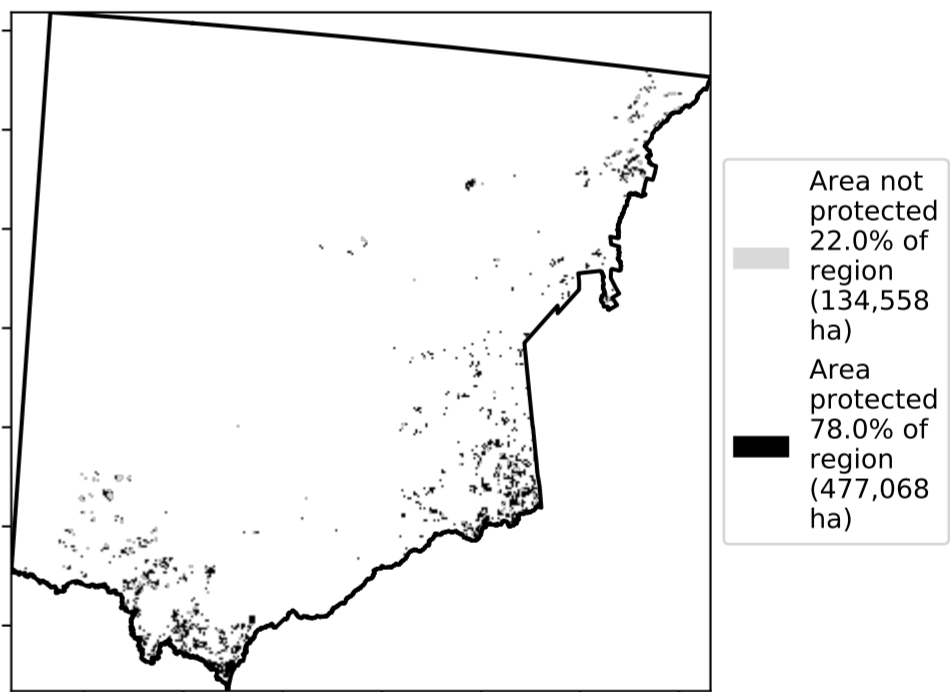 Area not
protected
22.0% of
region
(134,558
ha)
Area
protected
78.0% of
region
(477,068
ha)